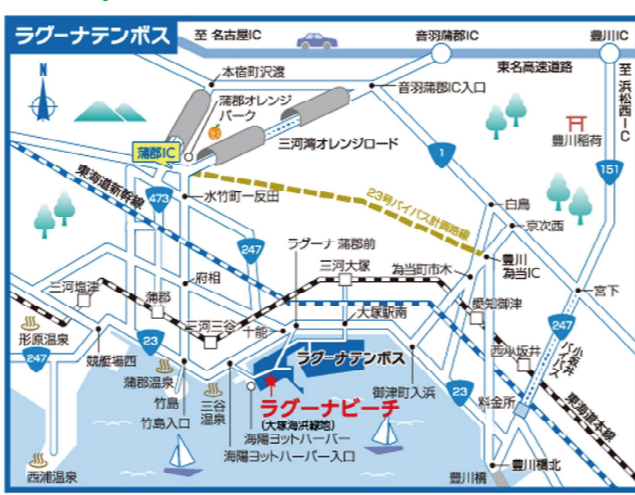 ラグーナテンボス
至 名古屋IC
音羽蒲郡IC
豊川IC
東名高速道路
至 浜松西IC
N
本宿町沢渡
音羽蒲郡IC入口
蒲郡オレンジ
パーク
三河湾オレンジロード
豊川稲荷
蒲郡IC
1
151
東海道新幹線
473
水竹町一反田
23号バイパス計画路線
白鳥
京次西
247
ラグーナ蒲郡前
豊川
為当IC
府相
三河大塚
為当町市木
三河塩津
蒲郡
宮下
三河三谷
十能
大塚駅南
愛知御津
形原温泉
247
競艇場西
23
西小坂井
247
小坂井
バイパス
蒲郡温泉
ラグーナテンボス
竹島
三谷
温泉
ラグーナビーチ
(大塚海浜緑地)
御津町入浜
23
料金所
東海道本線
竹島入口
海陽ヨットハーバー
海陽ヨットハーバー入口
西浦温泉
豊川橋
豊川橋北